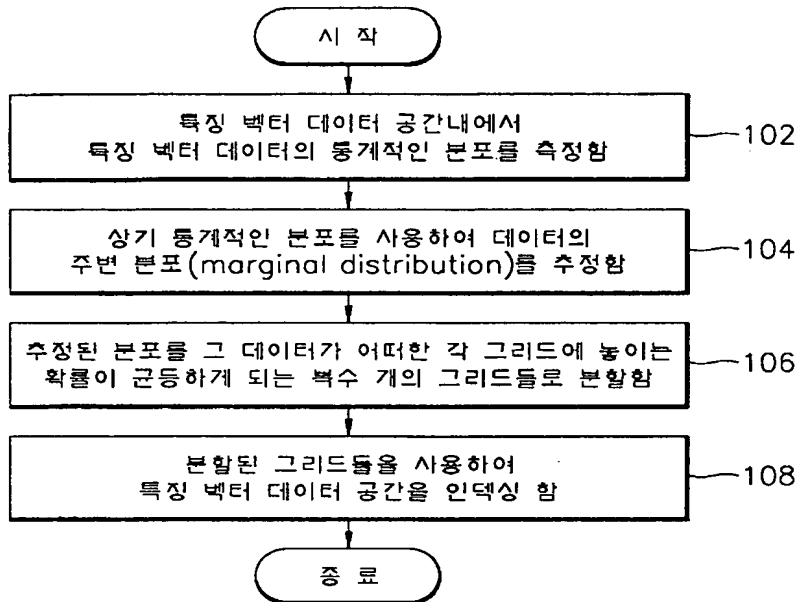 시 작
특징 벡터 데이터 공간내에서
특징 벡터 데이터의 통계적인 분포를 측정함
102
상기 통계적인 분포를 사용하여 데이터의
주변 분포(marginal distribution)를 추정함
104
추정된 분포를 그 데이터가 어떠한 각 그리드에 놓이는
확률이 균등하게 되는 복수 개의 그리드들로 분할함
106
분할된 그리드들을 사용하여
특징 벡터 데이터 공간을 인덱싱 함
108
종 료